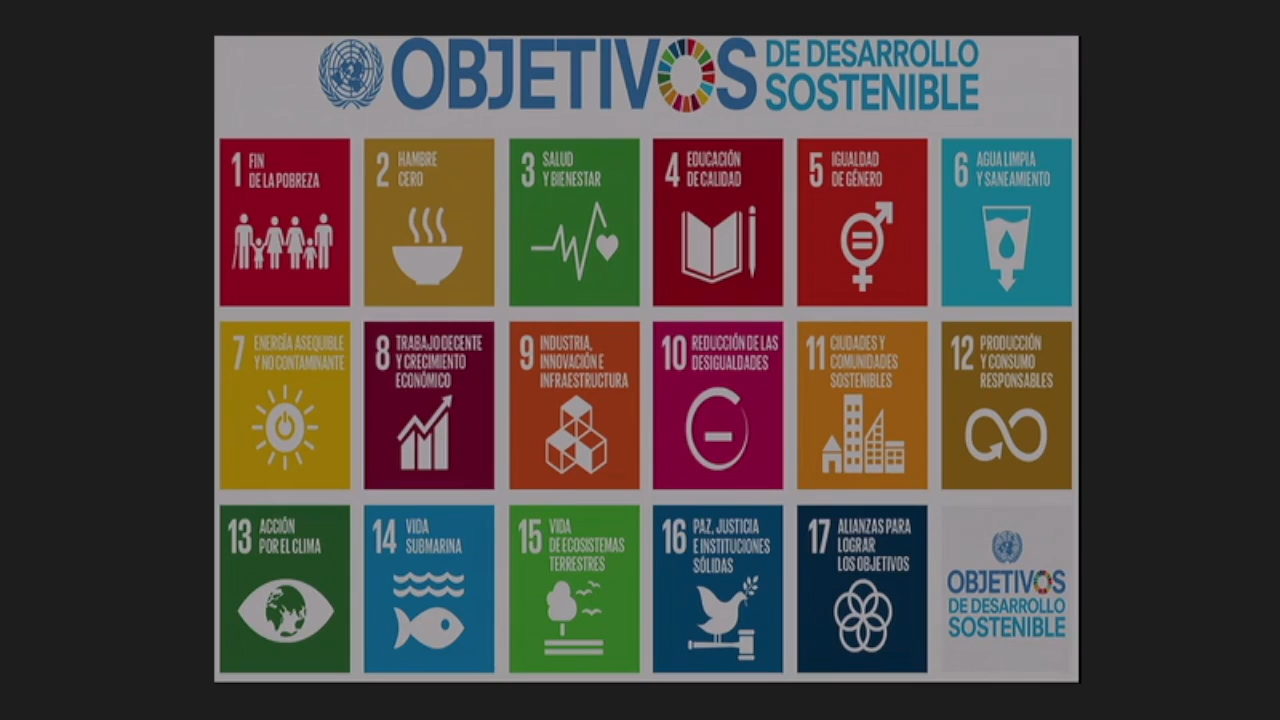 OBJETIVOS DE DESARROLLO
SOSTENIBLE
1 FIN
DE LA POBREZA
2 HAMBRE
CERO
3 SALUD
Y BIENESTAR
4 EDUCACIÓN
DE CALIDAD
5 IGUALDAD
DE GÉNERO
6 AGUA LIMPIA
Y SANEAMIENTO
7 ENERGÍA ASEQUIBLE
Y NO CONTAMINANTE
8 TRABAJO DECENTE
Y CRECIMIENTO
ECONÓMICO
9 INDUSTRIA,
INNOVACIÓN E
INFRAESTRUCTURA
10 REDUCCIÓN DE LAS
DESIGUALDADES
11 CIUDADES Y
COMUNIDADES
SOSTENIBLES
12 PRODUCCIÓN
Y CONSUMO
RESPONSABLES
13 ACCIÓN
POR EL CLIMA
14 VIDA
SUBMARINA
15 VIDA
DE ECOSISTEMAS
TERRESTRES
16 PAZ, JUSTICIA
E INSTITUCIONES
SÓLIDAS
17 ALIANZAS PARA
LOGRAR
LOS OBJETIVOS
OBJETIVOS
DE DESARROLLO
SOSTENIBLE